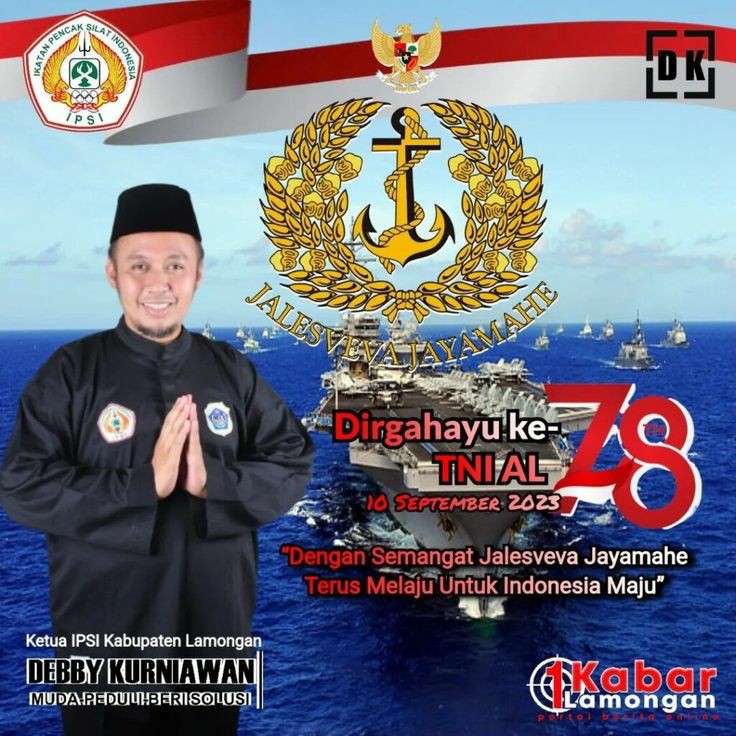 IKATAN PENCAK SILAT INDONESIA
IPSI
DK
JALESVEVA JAYAMAHE
Dirgahayu ke-
78TH
TNI AL
10 SEPTEMBER 2023
“Dengan Semangat Jalesveva Jayamahe
Terus Melaju Untuk Indonesia Maju”
Ketua IPSI Kabupaten Lamongan
DEBBY KURNIAWAN
MUDA PEDULI BERI SOLUSI
1Kabar
Lamongan
portal berita online